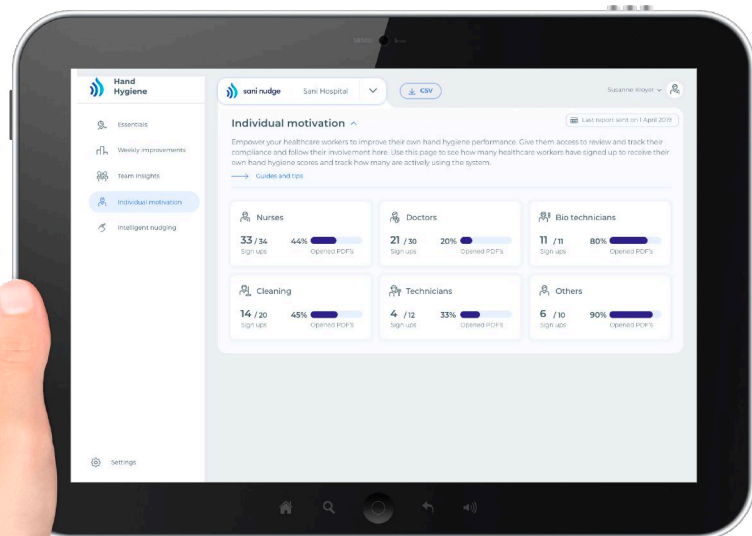 Hand
Hygiene
Essentials
Weekly improvements
Team insights
Individual motivation
Intelligent nudging
Settings
sani nudge
Sani Hospital
CSV
Susanne Krøyer
Individual motivation
Last report sent on 1 April 2019
Empower your healthcare workers to improve their own hand hygiene performance. Give them access to review and track their
compliance and follow their involvement here. Use this page to see how many healthcare workers have signed up to receive their
own hand hygiene scores and track how many are actively using the system.
Guides and tips
Nurses
33 / 34 44%
Sign ups Opened PDF's
Doctors
21 / 30 20%
Sign ups Opened PDF's
Bio technicians
11 / 11 80%
Sign ups Opened PDF's
Cleaning
14 / 20 45%
Sign ups Opened PDF's
Technicians
4 / 12 33%
Sign ups Opened PDF's
Others
6 / 10 90%
Sign ups Opened PDF's